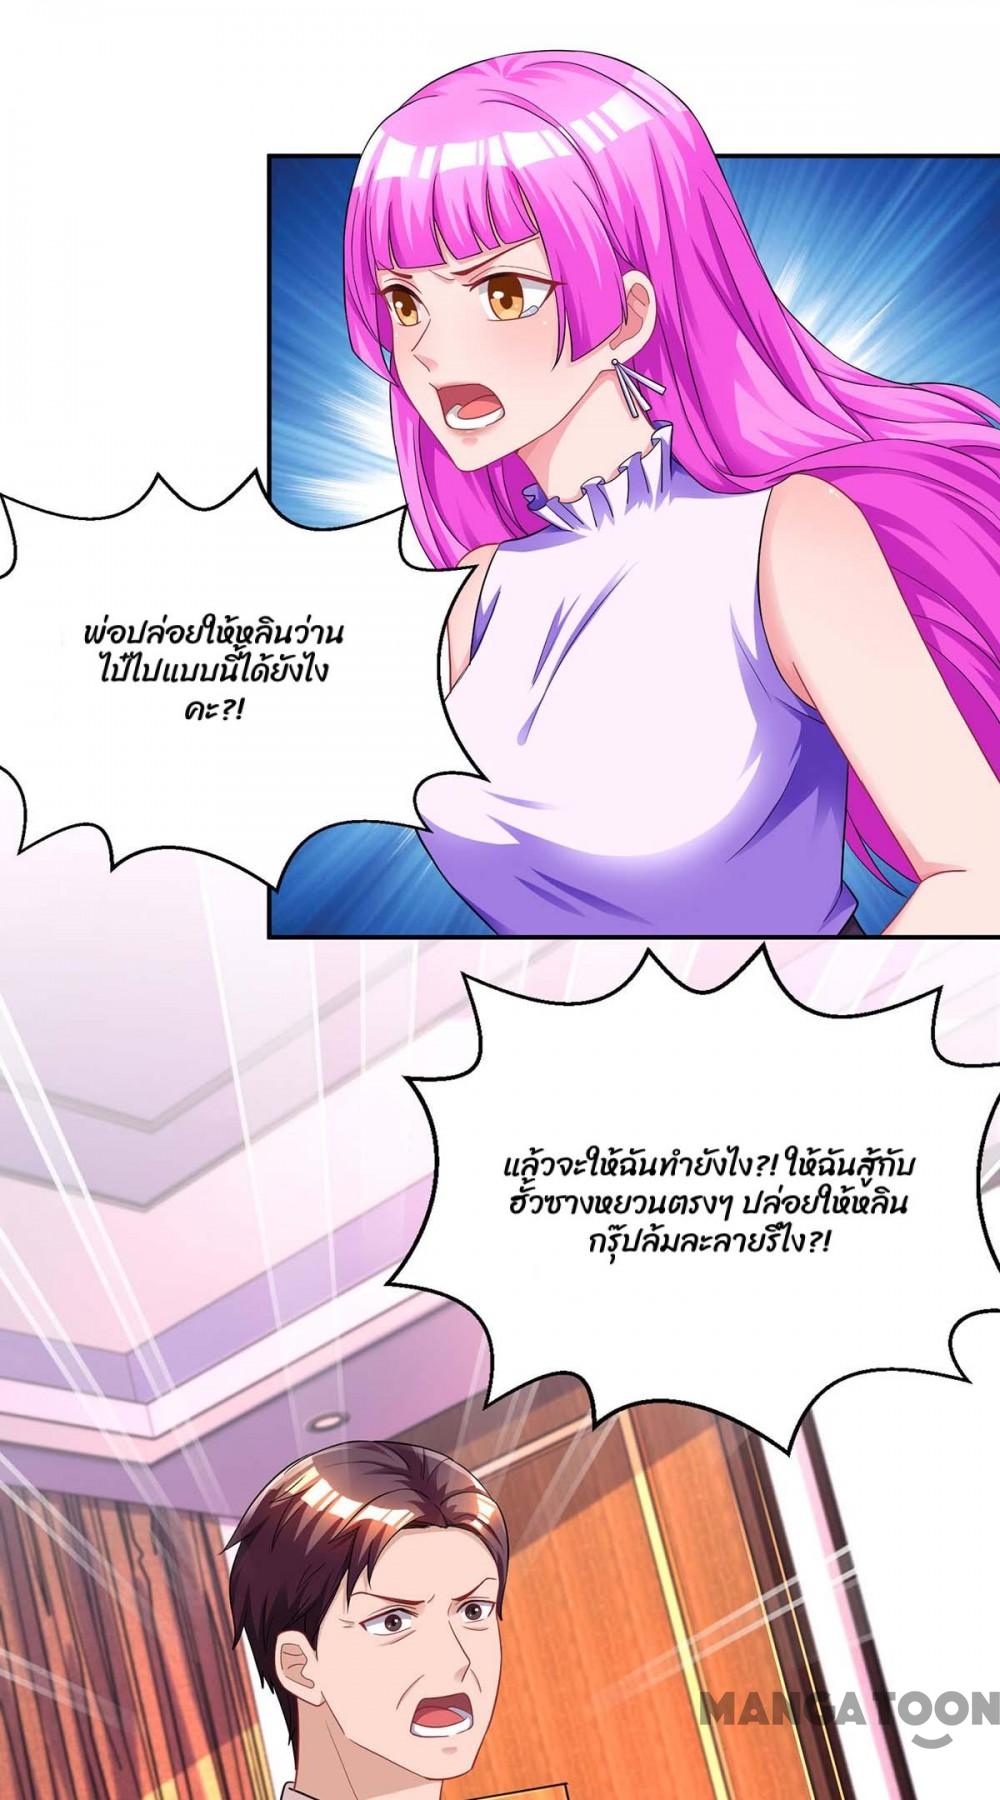 พ่อปล่อยให้หลินว่าน
ไป๋ไปแบบนี้ได้ยังไง
คะ?!
แล้วจะให้ฉันทำยังไง?! ให้ฉันสู้กับ
ฮั้วซางหยวนตรงๆ ปล่อยให้หลิน
กรุ๊ปล้มละลายรึไง?!
MANGATOON